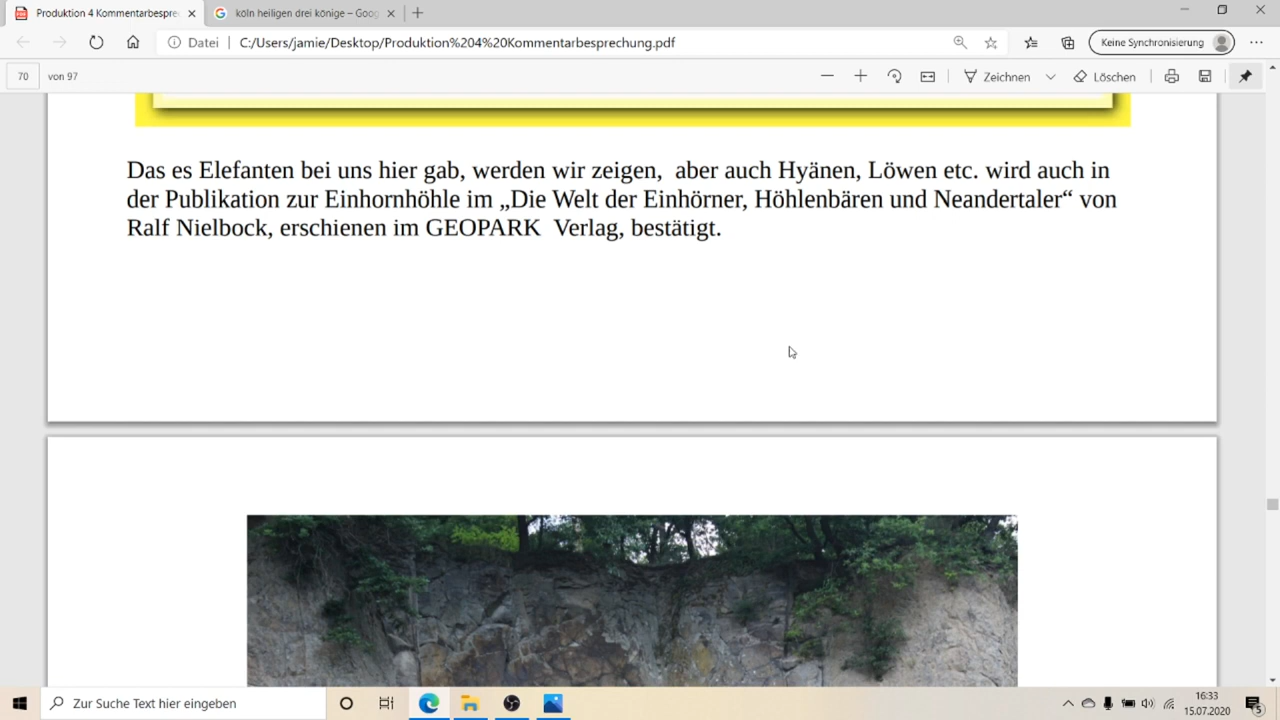 Produktion 4 Kommentarbespre
köln heiligen drei könige – Goog
Datei C:/Users/jamie/Desktop/Produktion%204%20Kommentarbesprechung.pdf
Keine Synchronisierung
70 von 97
Zeichnen
Löschen
Das es Elefanten bei uns hier gab, werden wir zeigen, aber auch Hyänen, Löwen etc. wird auch in
der Publikation zur Einhornhöhle im „Die Welt der Einhörner, Höhlenbären und Neandertaler“ von
Ralf Nielbock, erschienen im GEOPARK Verlag, bestätigt.
Zur Suche Text hier eingeben
16:33
15.07.2020
5